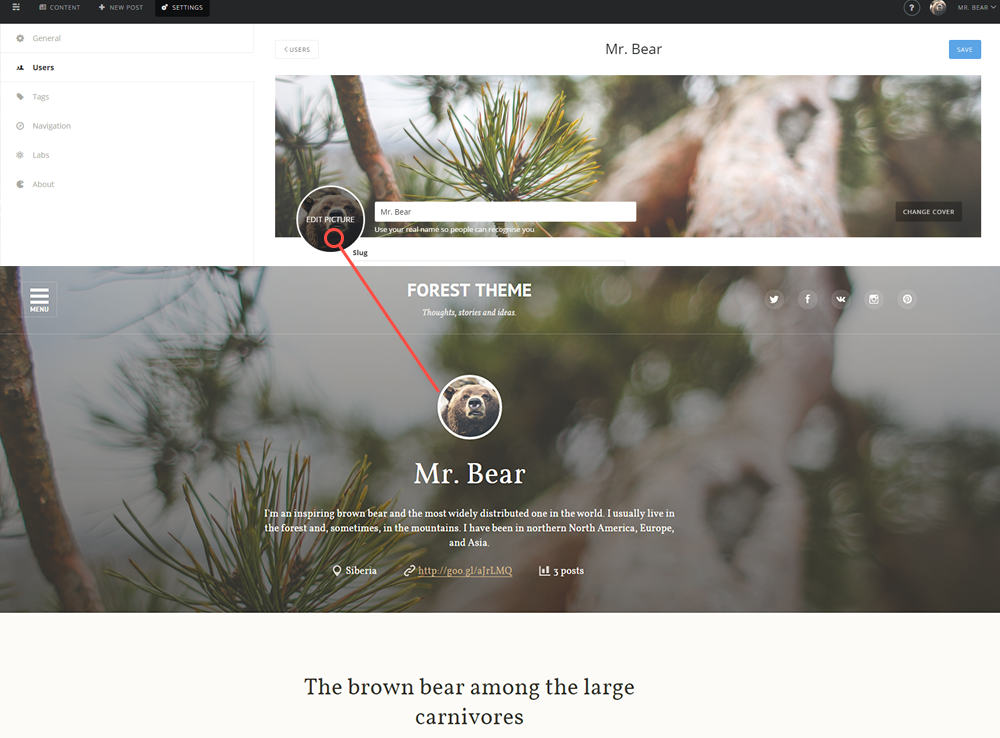 CONTENT
NEW POST
SETTINGS
?
MR. BEAR
General
Users
Tags
Navigation
Labs
About
USERS
Mr. Bear
SAVE
EDIT PICTURE
Mr. Bear
Use your real name so people can recognise you
CHANGE COVER
Slug
MENU
FOREST THEME
Thoughts, stories and ideas.
Mr. Bear
I'm an inspiring brown bear and the most widely distributed one in the world. I usually live in
the forest and, sometimes, in the mountains. I have been in northern North America, Europe,
and Asia.
Siberia
http://goo.gl/aJrLMQ
3 posts
The brown bear among the large
carnivores